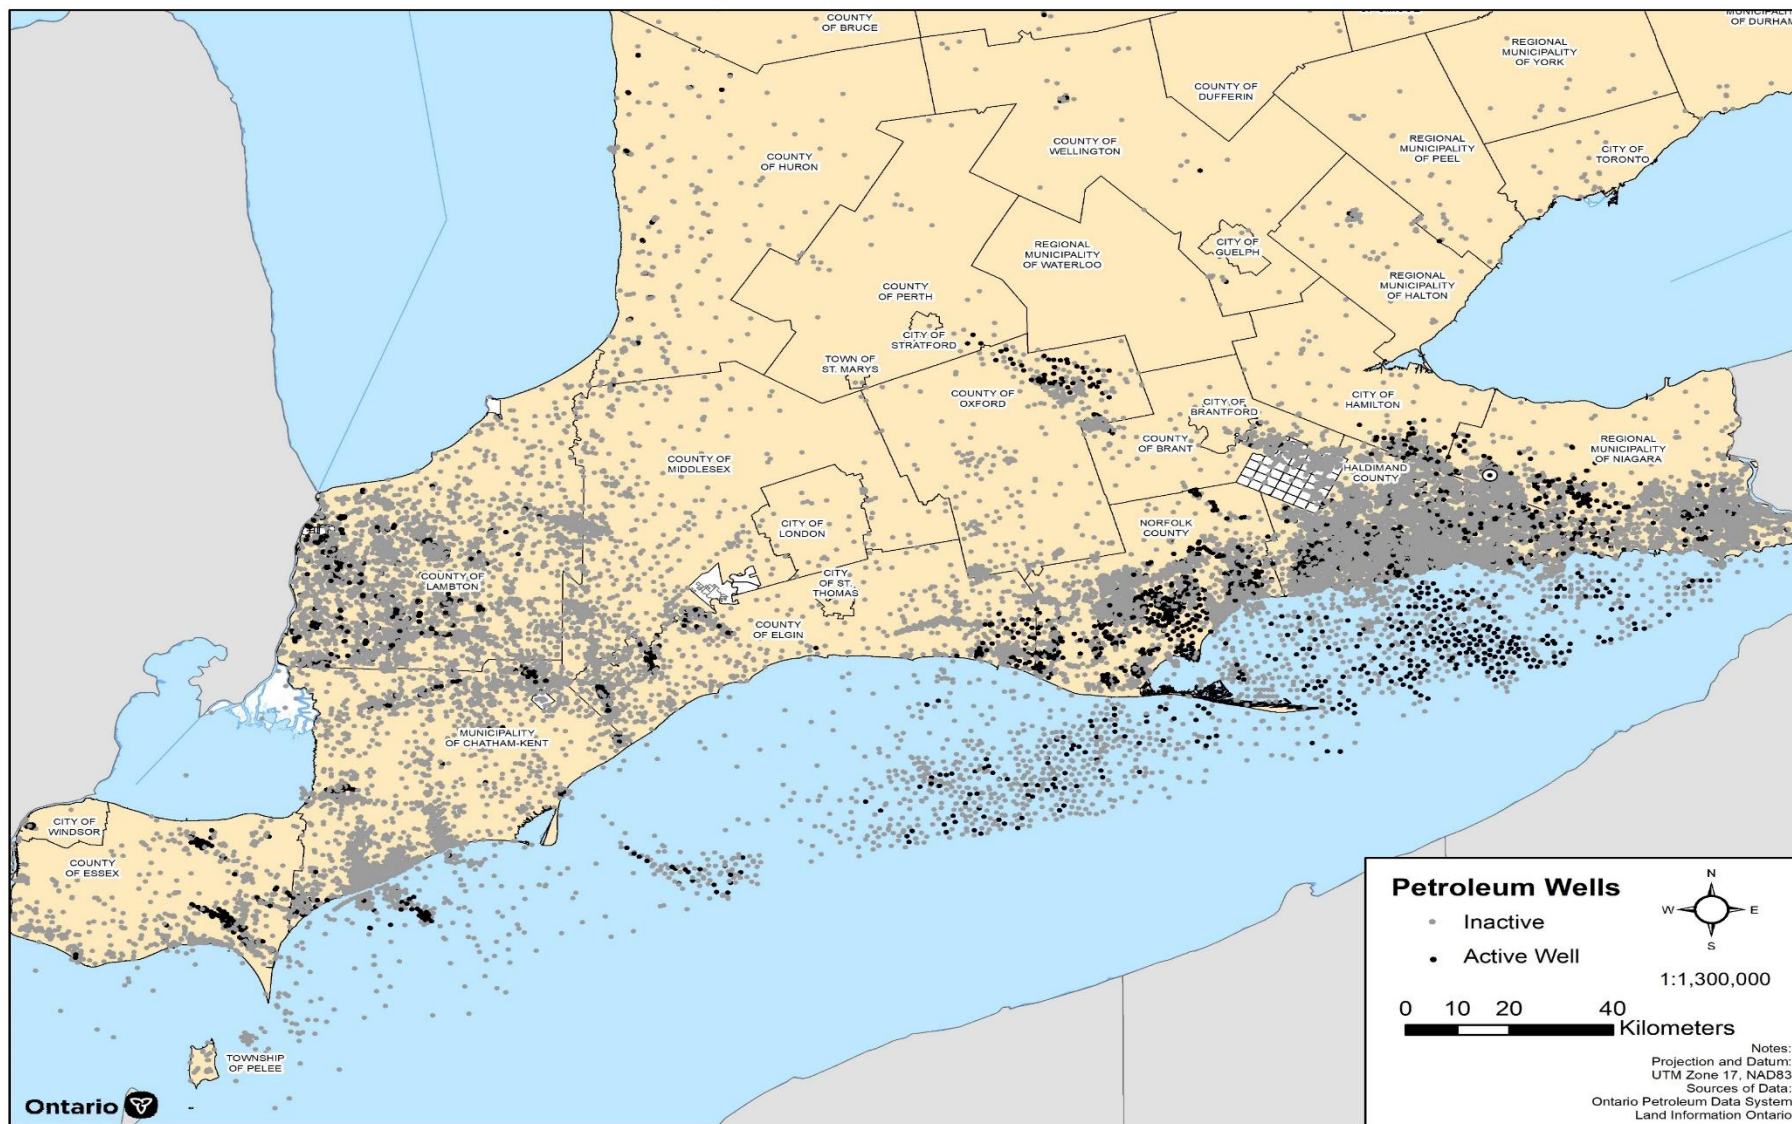 COUNTY
OF BRUCE
MUNICIPALITY
OF DURHAM
REGIONAL
MUNICIPALITY
OF YORK
COUNTY OF
DUFFERIN
COUNTY OF
WELLINGTON
REGIONAL
MUNICIPALITY
OF PEEL
CITY OF
TORONTO
COUNTY
OF HURON
REGIONAL
MUNICIPALITY
OF WATERLOO
CITY OF
GUELPH
REGIONAL
MUNICIPALITY
OF HALTON
COUNTY
OF PERTH
CITY OF
STRATFORD
TOWN OF
ST. MARYS
COUNTY OF
OXFORD
CITY OF
BRANTFORD
CITY OF
HAMILTON
COUNTY
OF BRANT
REGIONAL
MUNICIPALITY
OF NIAGARA
COUNTY OF
MIDDLESEX
HALDIMAND
COUNTY
CITY OF
LONDON
NORFOLK
COUNTY
COUNTY OF
LAMBTON
CITY
OF ST.
THOMAS
COUNTY
OF ELGIN
MUNICIPALITY
OF CHATHAM-KENT
CITY OF
WINDSOR
COUNTY
OF ESSEX
TOWNSHIP
OF PELEE
Ontario
-
Petroleum Wells
Inactive
Active Well
N
W E
S
1:1,300,000
0 10 20 40
Kilometers
Notes:
Projection and Datum:
UTM Zone 17, NAD83
Sources of Data:
Ontario Petroleum Data System
Land Information Ontario